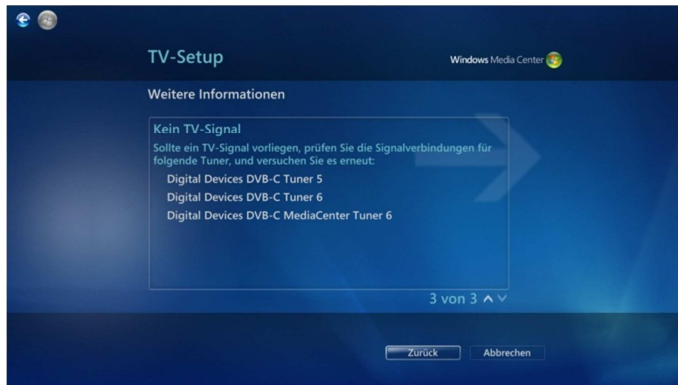 TV-Setup
Windows Media Center
Weitere Informationen
Kein TV-Signal
Sollte ein TV-Signal vorliegen, prüfen Sie die Signalverbindungen für
folgende Tuner, und versuchen Sie es erneut:
Digital Devices DVB-C Tuner 5
Digital Devices DVB-C Tuner 6
Digital Devices DVB-C MediaCenter Tuner 6
3 von 3
Zurück
Abbrechen